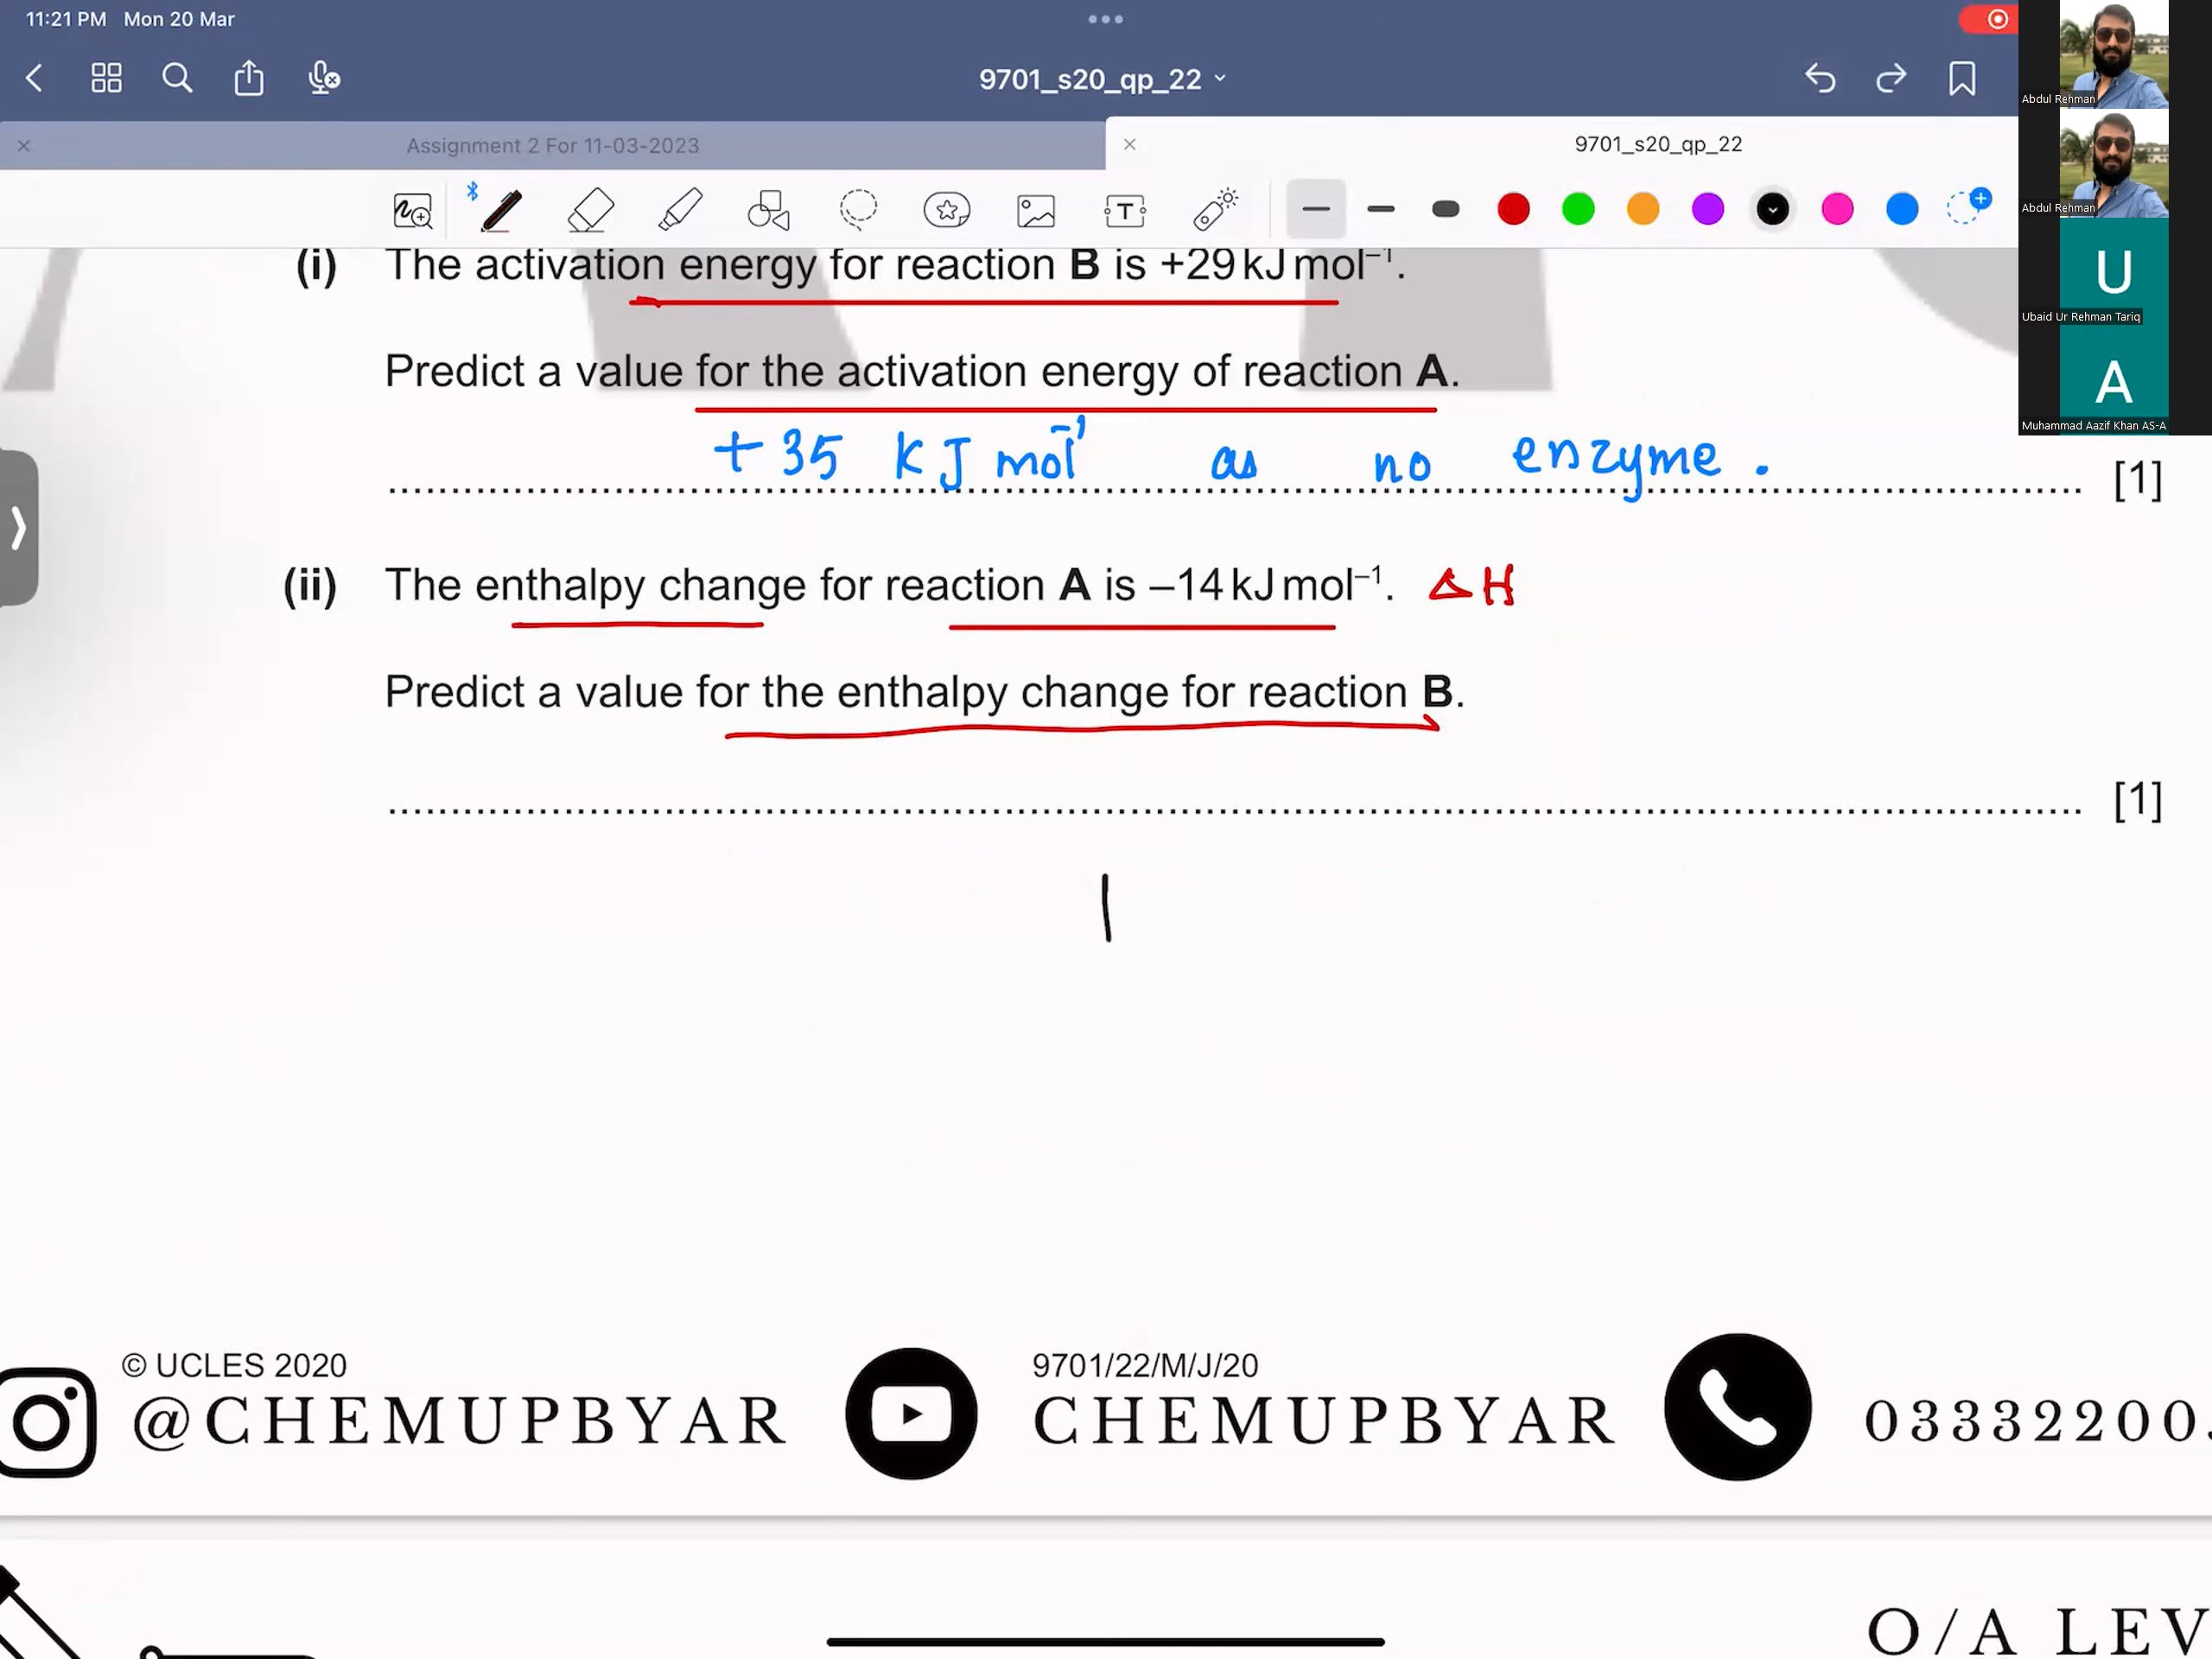 11:21 PM Mon 20 Mar
9701_s20_qp_22
Abdul Rehman
Assignment 2 For 11-03-2023
9701_s20_qp_22
Abdul Rehman
U
Ubaid Ur Rehman Tariq
A
Muhammad Aazif Khan AS-A
T
(i) The activation energy for reaction B is +29 kJ mol⁻¹.
Predict a value for the activation energy of reaction A.
+35 kJ mol⁻¹ as no enzyme.
[1]
(ii) The enthalpy change for reaction A is –14 kJ mol⁻¹. ΔH
Predict a value for the enthalpy change for reaction B.
[1]
© UCLES 2020
9701/22/M/J/20
@CHEMUPBYAR CHEMUPBYAR 03332200
O/A LEV